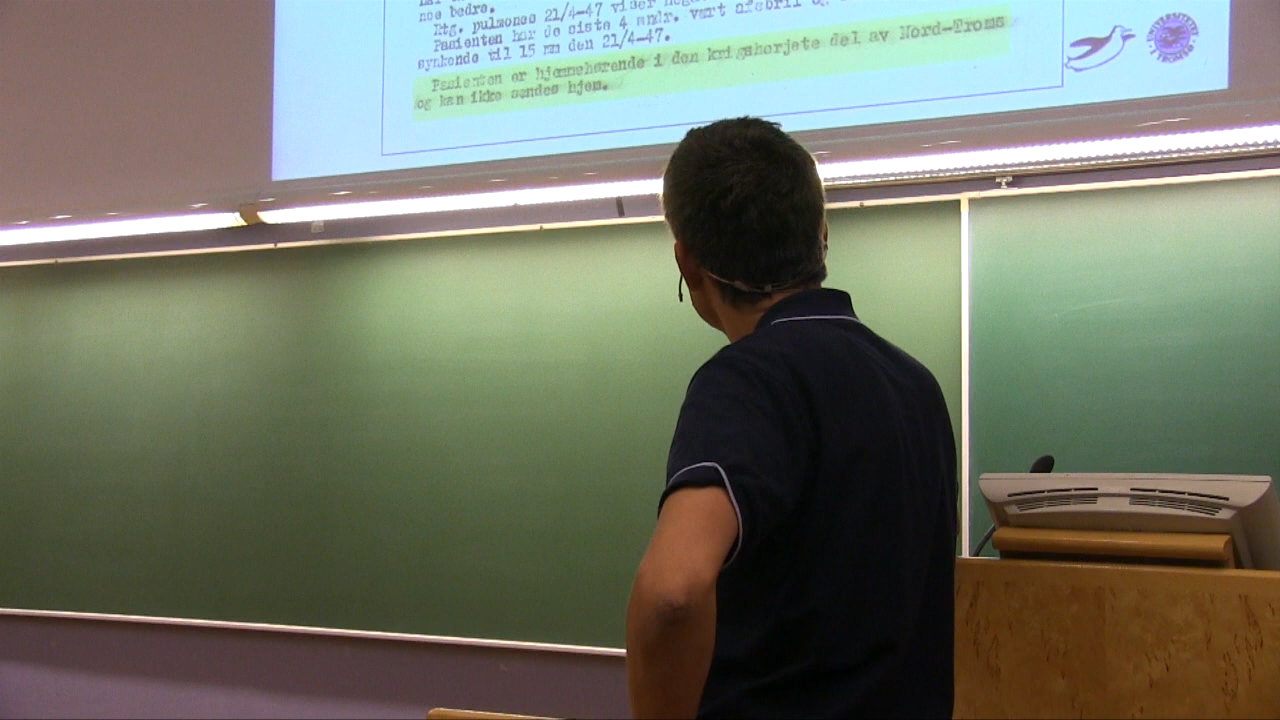 noe bedre.
Rtg. pulmones 21/4-47 viser
Pasienten har de siste 4 mndr. vært afebril og
synkende til 15 mm den 21/4-47.
Pasienten er hjemmehørende i den krigsherjete del av Nord-Troms
og kan ikke sendes hjem.